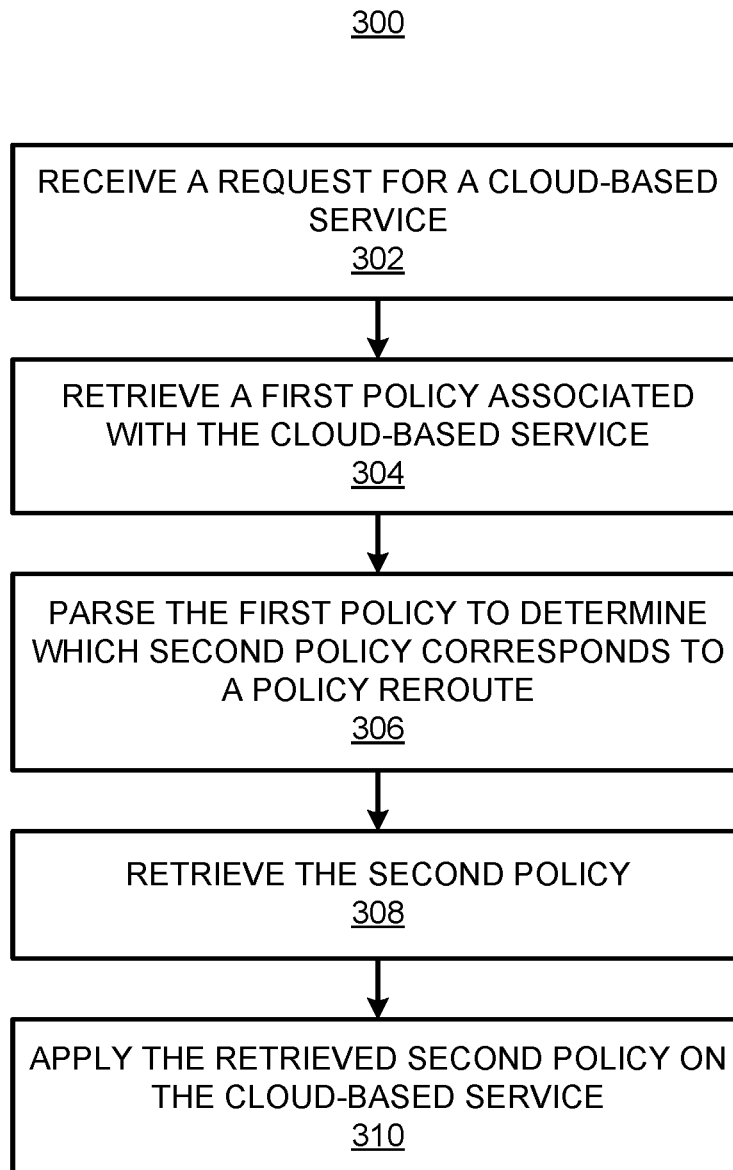 300
RECEIVE A REQUEST FOR A CLOUD-BASED
SERVICE
302
RETRIEVE A FIRST POLICY ASSOCIATED
WITH THE CLOUD-BASED SERVICE
304
PARSE THE FIRST POLICY TO DETERMINE
WHICH SECOND POLICY CORRESPONDS TO
A POLICY REROUTE
306
RETRIEVE THE SECOND POLICY
308
APPLY THE RETRIEVED SECOND POLICY ON
THE CLOUD-BASED SERVICE
310